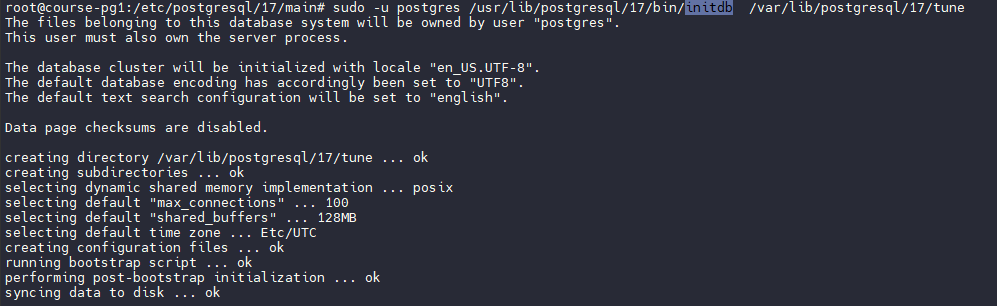 root@course-pg1:/etc/postgresql/17/main# sudo -u postgres /usr/lib/postgresql/17/bin/initdb  /var/lib/postgresql/17/tune
The files belonging to this database system will be owned by user "postgres".
This user must also own the server process.

The database cluster will be initialized with locale "en_US.UTF-8".
The default database encoding has accordingly been set to "UTF8".
The default text search configuration will be set to "english".

Data page checksums are disabled.

creating directory /var/lib/postgresql/17/tune ... ok
creating subdirectories ... ok
selecting dynamic shared memory implementation ... posix
selecting default "max_connections" ... 100
selecting default "shared_buffers" ... 128MB
selecting default time zone ... Etc/UTC
creating configuration files ... ok
running bootstrap script ... ok
performing post-bootstrap initialization ... ok
syncing data to disk ... ok